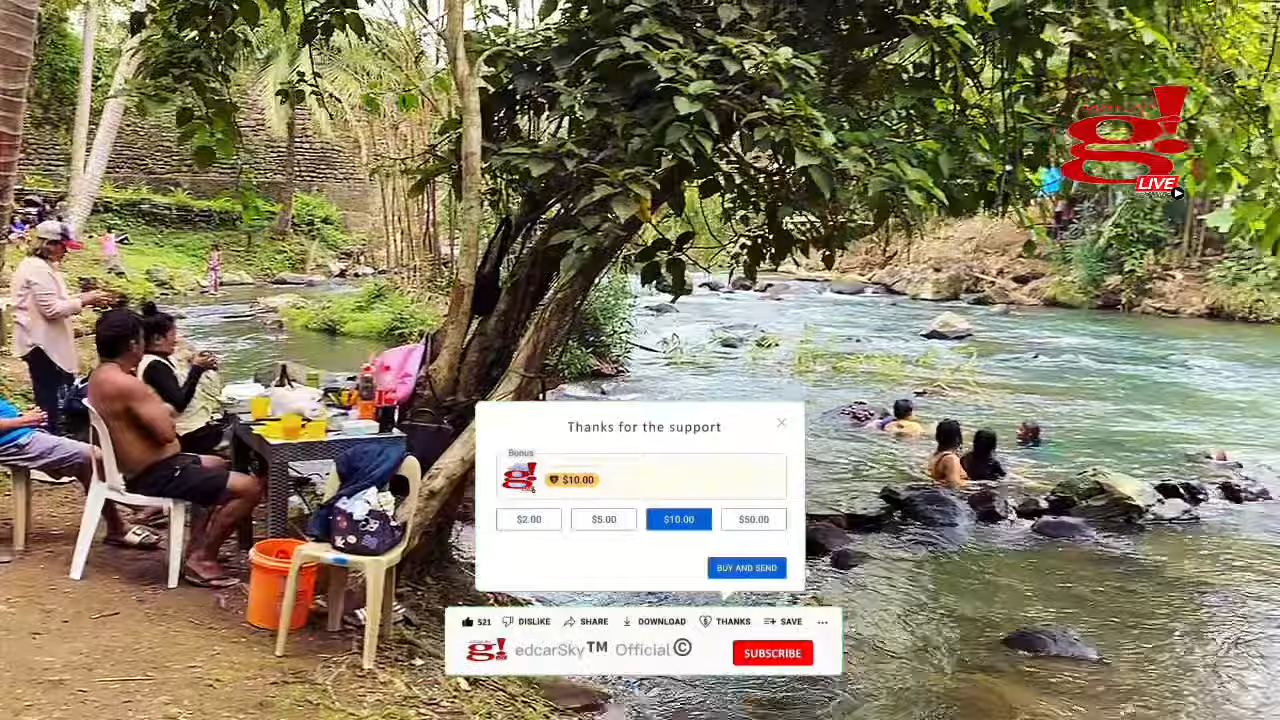 g!
LIVE
Thanks for the support
Bonus
g!
$10.00
$2.00
$5.00
$10.00
$50.00
BUY AND SEND
521 DISLIKE SHARE DOWNLOAD THANKS SAVE ...
g! edcarSky™ Official©
SUBSCRIBE